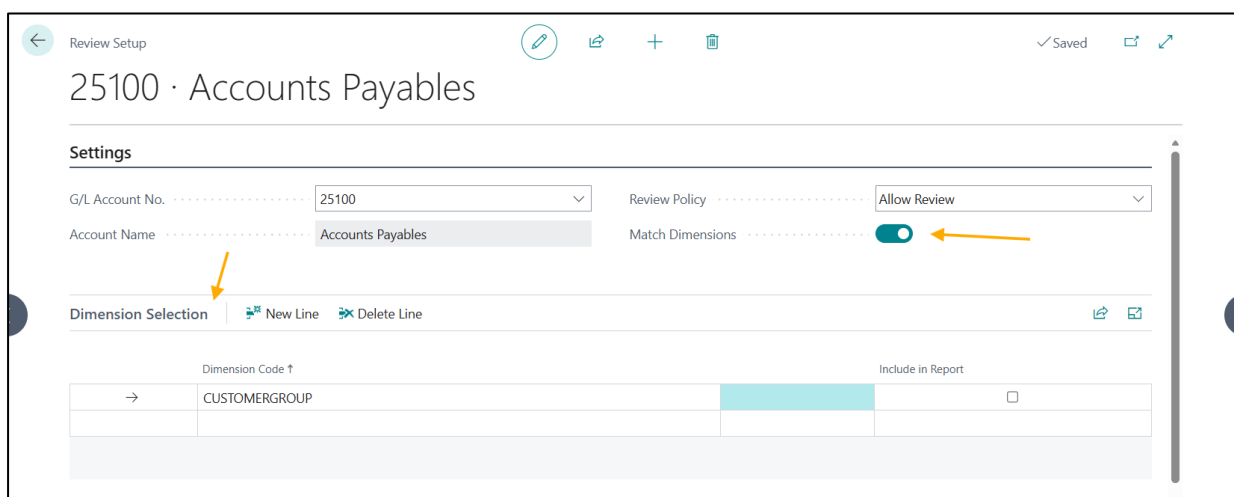 Review Setup
Saved
25100 · Accounts Payables
Settings
G/L Account No. 25100 Review Policy Allow Review
Account Name Accounts Payables Match Dimensions
Dimension Selection New Line Delete Line
Dimension Code ↑ Include in Report
→ CUSTOMERGROUP